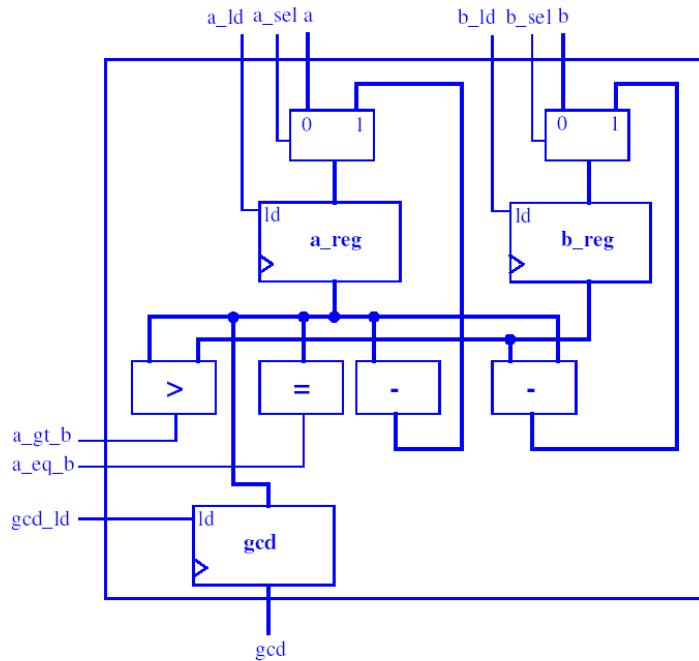 a_ld a_sel a b_ld b_sel b
0 1 0 1
ld ld
a_reg b_reg
> = - -
a_gt_b
a_eq_b
gcd_ld ld
gcd
gcd